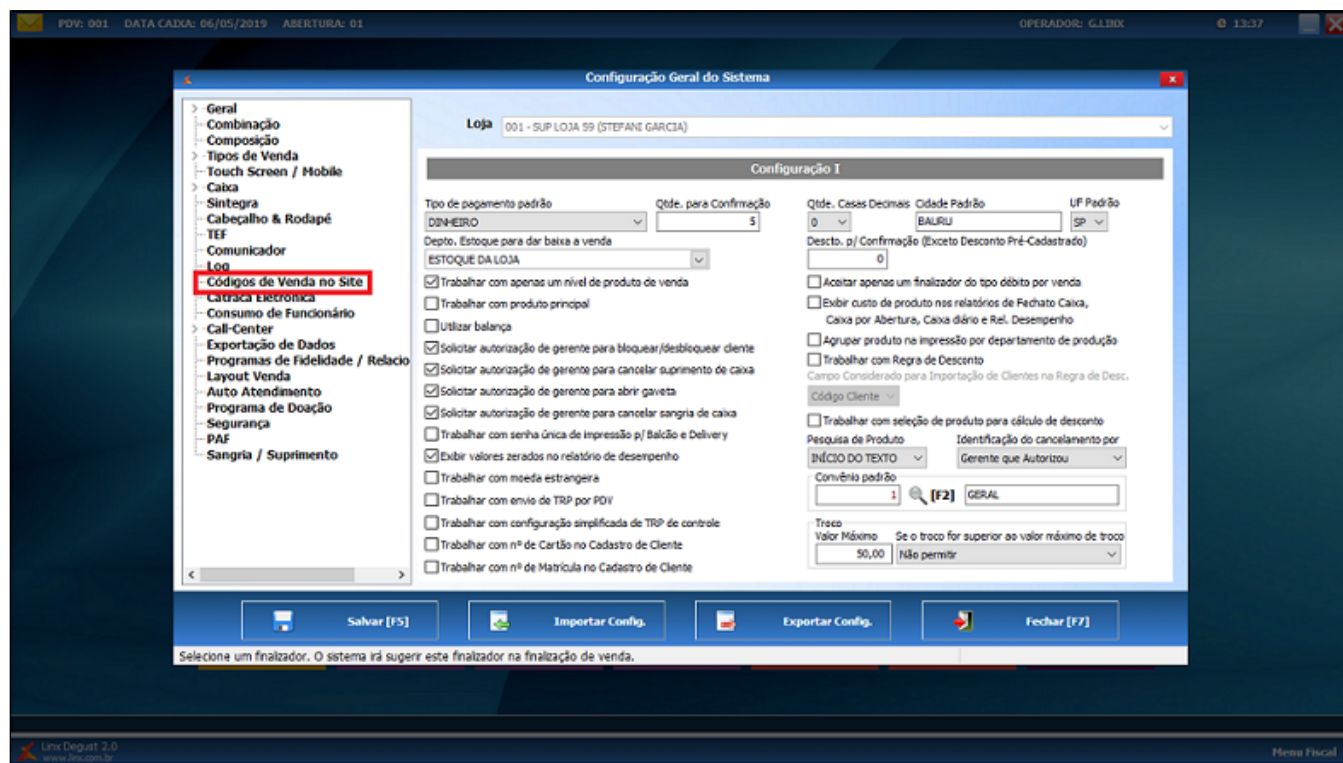 PDV: 001 DATA CAIXA: 06/05/2019 ABERTURA: 01 OPERADOR: G.LINX 13:37
Configuração Geral do Sistema
Geral
Combinação
Composição
Tipos de Venda
Touch Screen / Mobile
Caixa
Sintegra
Cabeçalho & Rodapé
TEF
Comunicador
Log
Códigos de Venda no Site
Catraca Eletrônica
Consumo de Funcionário
Call-Center
Exportação de Dados
Programas de Fidelidade / Relacio
Layout Venda
Auto Atendimento
Programa de Doação
Segurança
PAF
Sangria / Suprimento
Loja 001 - SUP LOJA 59 (STEFANI GARCIA)
Configuração I
Tipo de pagamento padrão Qtde. para Confirmação
DINHEIRO 5
Depto. Estoque para dar baixa a venda
ESTOQUE DA LOJA
Trabalhar com apenas um nível de produto de venda
Trabalhar com produto principal
Utilizar balança
Solicitar autorização de gerente para bloquear/desbloquear cliente
Solicitar autorização de gerente para cancelar suprimento de caixa
Solicitar autorização de gerente para abrir gaveta
Solicitar autorização de gerente para cancelar sangria de caixa
Trabalhar com senha única de impressão p/ Balcão e Delivery
Exibir valores zerados no relatório de desempenho
Trabalhar com moeda estrangeira
Trabalhar com envio de TRP por PDV
Trabalhar com configuração simplificada de TRP de controle
Trabalhar com nº de Cartão no Cadastro de Cliente
Trabalhar com nº de Matrícula no Cadastro de Cliente
Qtde. Casas Decimais Cidade Padrão UF Padrão
0 BAURU SP
Descto. p/ Confirmação (Exceto Desconto Pré-Cadastrado)
0
Aceitar apenas um finalizador do tipo débito por venda
Exibir custo de produto nos relatórios de Fechato Caixa,
Caixa por Abertura, Caixa diário e Rel. Desempenho
Agrupar produto na impressão por departamento de produção
Trabalhar com Regra de Desconto
Campo Considerado para Importação de Clientes na Regra de Desc.
Código Cliente
Trabalhar com seleção de produto para cálculo de desconto
Pesquisa de Produto Identificação do cancelamento por
INÍCIO DO TEXTO Gerente que Autorizou
Convênio padrão
1 [F2] GERAL
Troco
Valor Máximo Se o troco for superior ao valor máximo de troco
50,00 Não permitir
Salvar [F5] Importar Config. Exportar Config. Fechar [F7]
Selecione um finalizador. O sistema irá sugerir este finalizador na finalização de venda.
Linx Degust 2.0
www.linx.com.br
Menu Fiscal